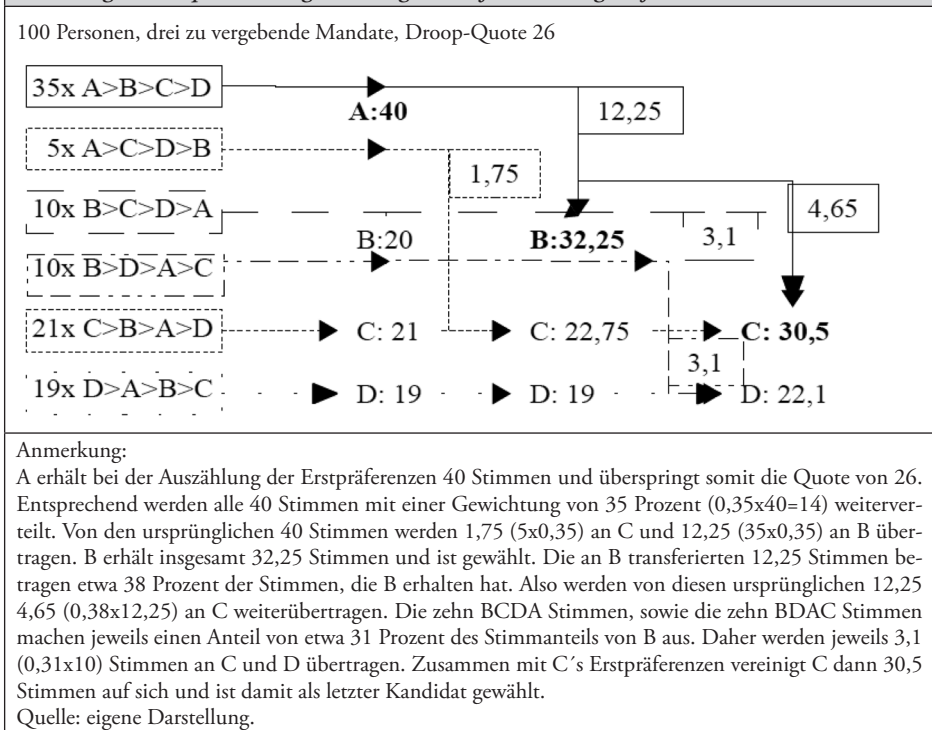 100 Personen, drei zu vergebende Mandate, Droop-Quote 26
35x A>B>C>D
A:40
12,25
5x A>C>D>B
1,75
10x B>C>D>A
4,65
B:20
B:32,25
3,1
10x B>D>A>C
21x C>B>A>D
C: 21
C: 22,75
C: 30,5
3,1
19x D>A>B>C
D: 19
D: 19
D: 22,1
Anmerkung:
A erhält bei der Auszählung der Erstpräferenzen 40 Stimmen und überspringt somit die Quote von 26.
Entsprechend werden alle 40 Stimmen mit einer Gewichtung von 35 Prozent (0,35x40=14) weiterver-
teilt. Von den ursprünglichen 40 Stimmen werden 1,75 (5x0,35) an C und 12,25 (35x0,35) an B über-
tragen. B erhält insgesamt 32,25 Stimmen und ist gewählt. Die an B transferierten 12,25 Stimmen be-
tragen etwa 38 Prozent der Stimmen, die B erhalten hat. Also werden von diesen ursprünglichen 12,25
4,65 (0,38x12,25) an C weiterübertragen. Die zehn BCDA Stimmen, sowie die zehn BDAC Stimmen
machen jeweils einen Anteil von etwa 31 Prozent des Stimmanteils von B aus. Daher werden jeweils 3,1
(0,31x10) Stimmen an C und D übertragen. Zusammen mit C´s Erstpräferenzen vereinigt C dann 30,5
Stimmen auf sich und ist damit als letzter Kandidat gewählt.
Quelle: eigene Darstellung.